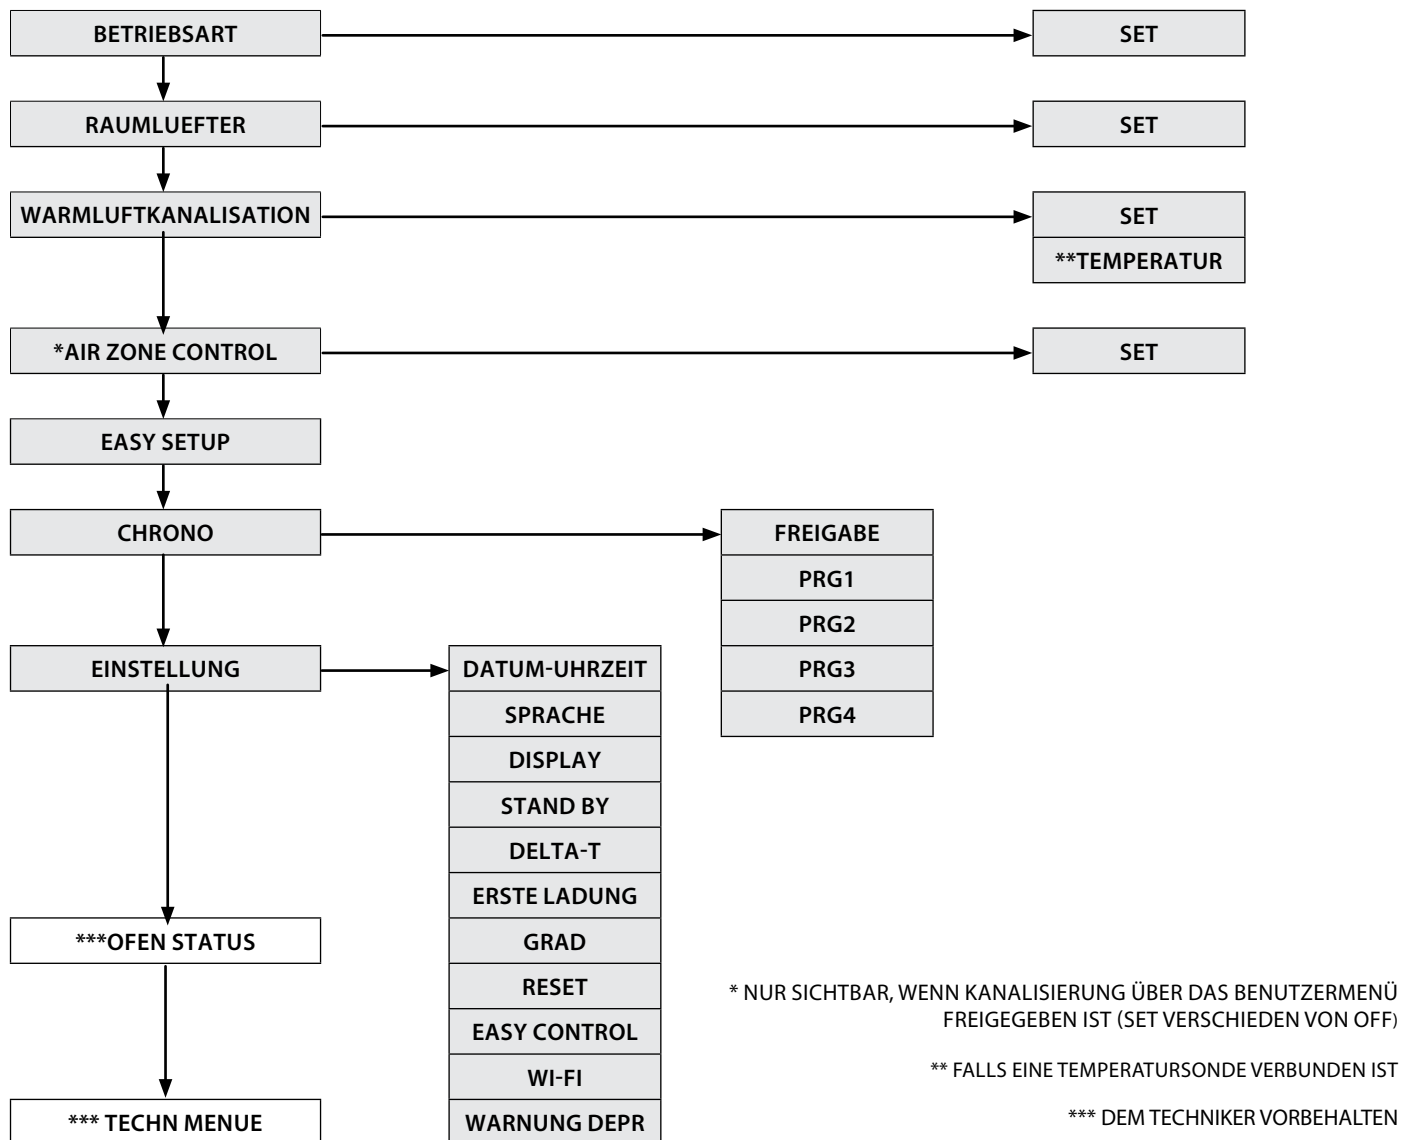 BETRIEBSART
SET
RAUMLUEFTER
SET
WARMLUFTKANALISATION
SET
**TEMPERATUR
*AIR ZONE CONTROL
SET
EASY SETUP
CHRONO
FREIGABE
PRG1
PRG2
PRG3
PRG4
EINSTELLUNG
DATUM-UHRZEIT
SPRACHE
DISPLAY
STAND BY
DELTA-T
ERSTE LADUNG
GRAD
RESET
EASY CONTROL
WI-FI
WARNUNG DEPR
***OFEN STATUS
*** TECHN MENUE
* NUR SICHTBAR, WENN KANALISIERUNG ÜBER DAS BENUTZERMENÜ
FREIGEGEBEN IST (SET VERSCHIEDEN VON OFF)
** FALLS EINE TEMPERATURSONDE VERBUNDEN IST
*** DEM TECHNIKER VORBEHALTEN